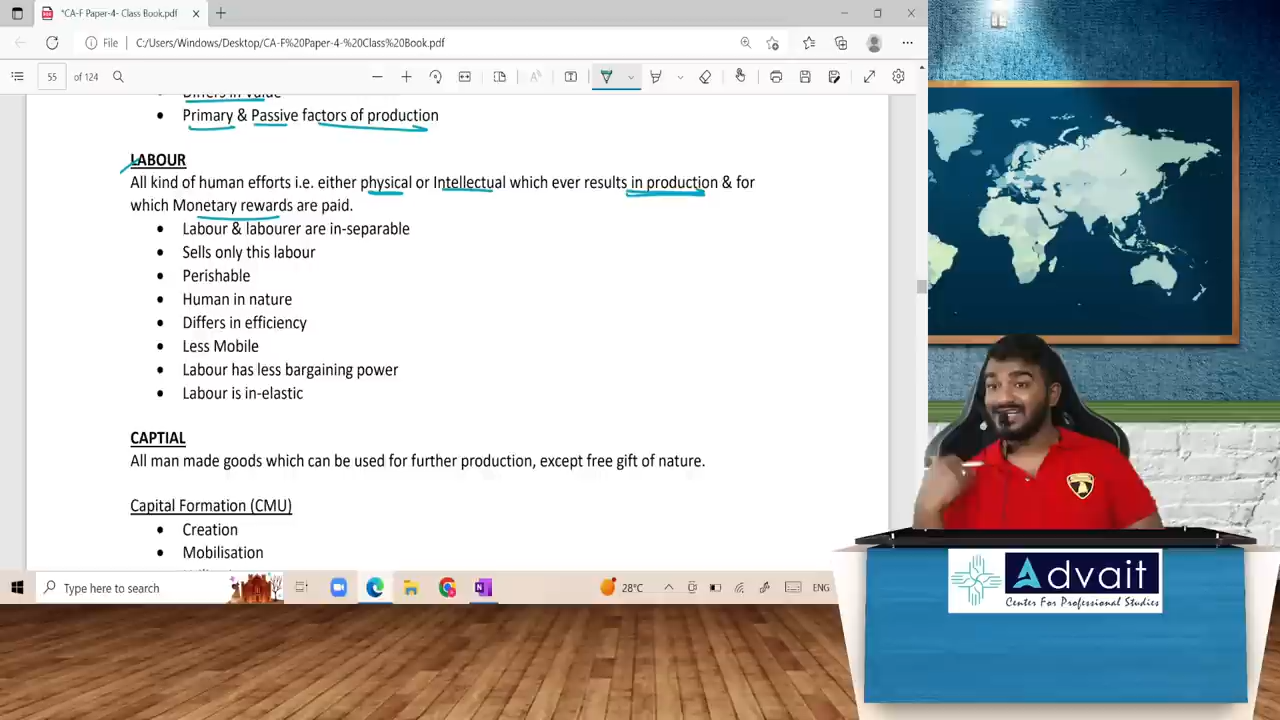 *CA-F Paper-4- Class Book.pdf
File
C:/Users/Windows/Desktop/CA-F%20Paper-4-%20Class%20Book.pdf
55 of 124
Differs in value
Primary & Passive factors of production
LABOUR
All kind of human efforts i.e. either physical or Intellectual which ever results in production & for
which Monetary rewards are paid.
Labour & labourer are in-separable
Sells only this labour
Perishable
Human in nature
Differs in efficiency
Less Mobile
Labour has less bargaining power
Labour is in-elastic
CAPTIAL
All man made goods which can be used for further production, except free gift of nature.
Capital Formation (CMU)
Creation
Mobilisation
Type here to search
28°C
ENG
Advait
Center For Professional Studies